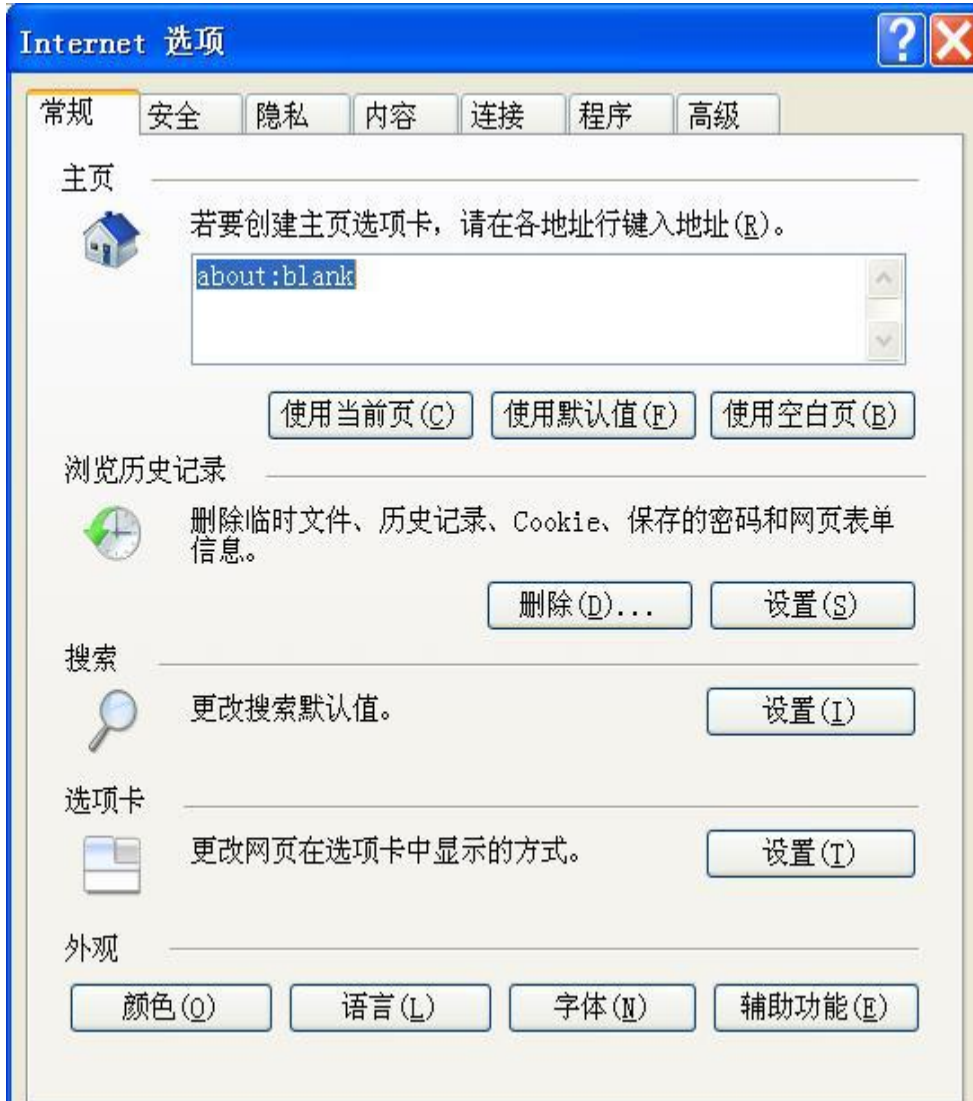 Internet 选项
常规 安全 隐私 内容 连接 程序 高级
主页
若要创建主页选项卡，请在各地址行键入地址(R)。
about:blank
使用当前页(C) 使用默认值(F) 使用空白页(B)
浏览历史记录
删除临时文件、历史记录、Cookie、保存的密码和网页表单
信息。
删除(D)... 设置(S)
搜索
更改搜索默认值。 设置(I)
选项卡
更改网页在选项卡中显示的方式。 设置(T)
外观
颜色(O) 语言(L) 字体(N) 辅助功能(E)